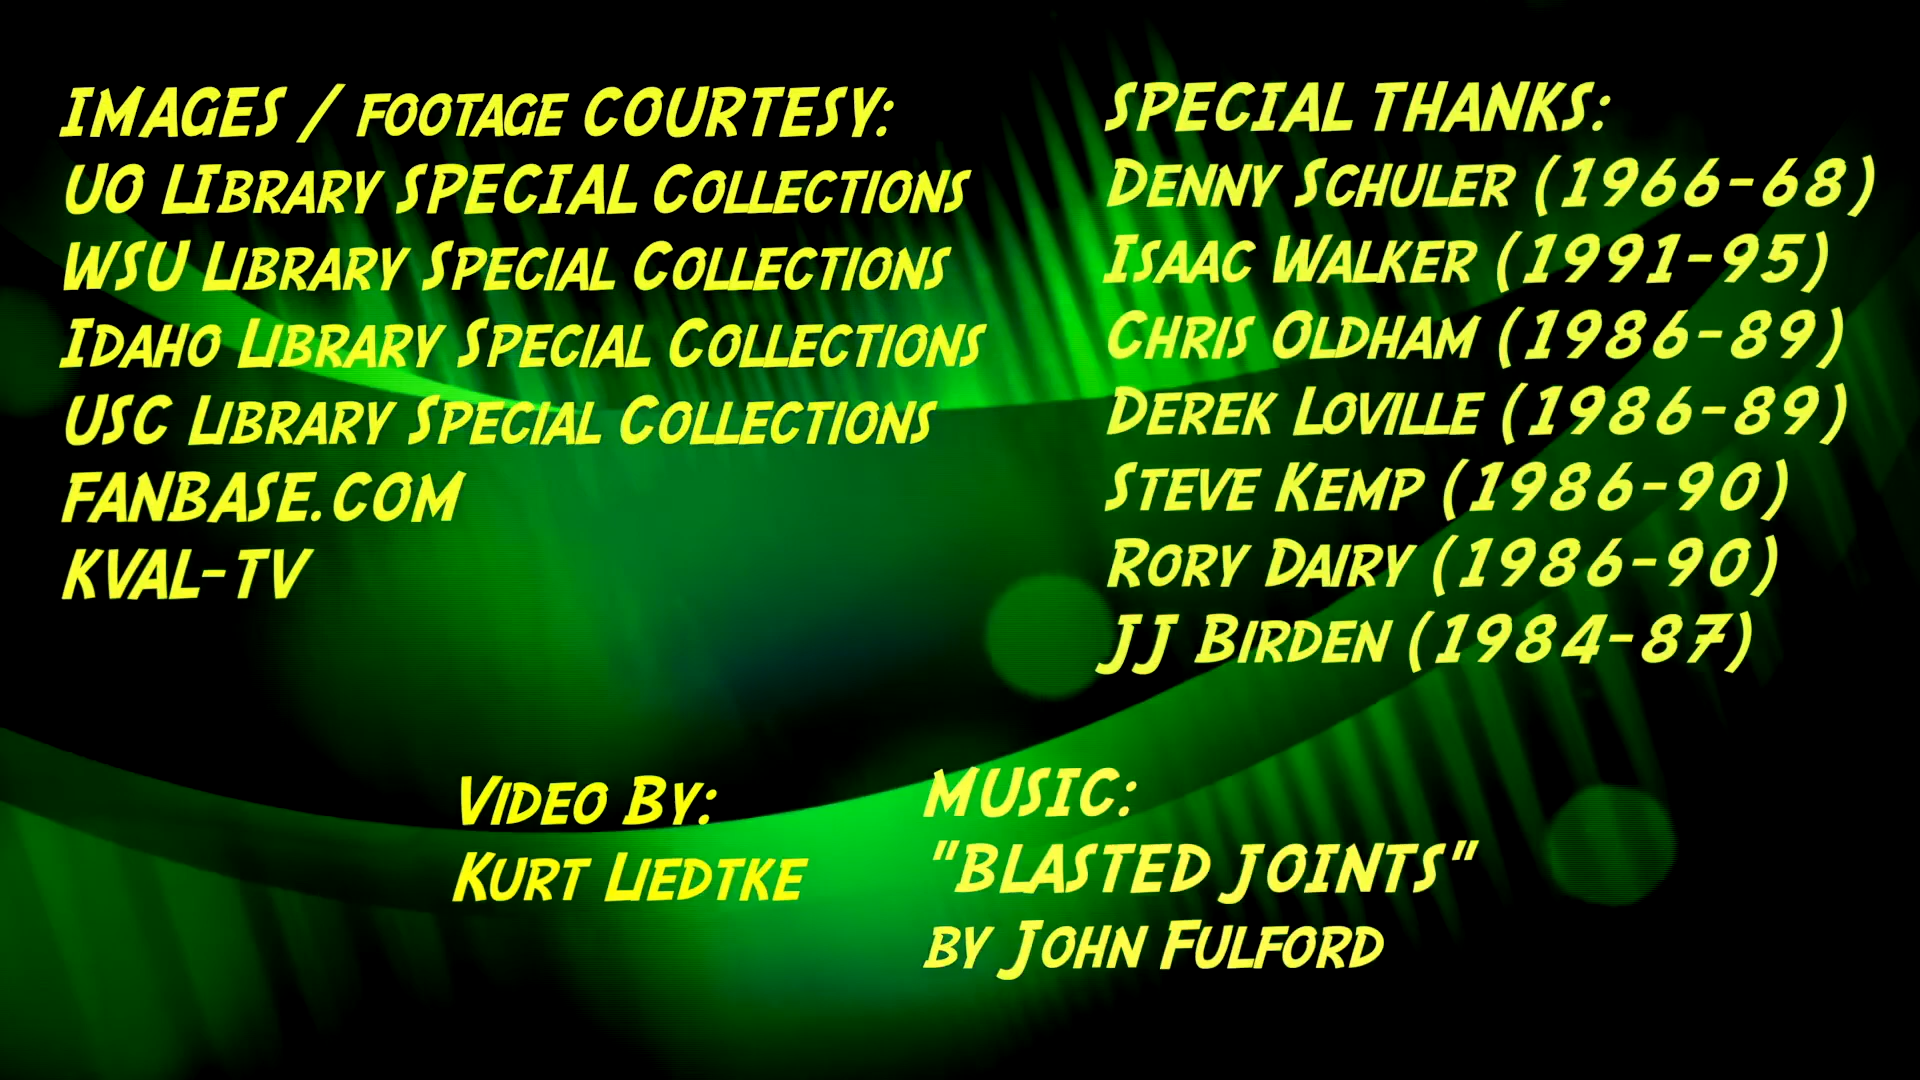 IMAGES / FOOTAGE COURTESY:
UO LIBRARY SPECIAL COLLECTIONS
WSU LIBRARY SPECIAL COLLECTIONS
IDAHO LIBRARY SPECIAL COLLECTIONS
USC LIBRARY SPECIAL COLLECTIONS
FANBASE.COM
KVAL-TV
SPECIAL THANKS:
DENNY SCHULER (1966-68)
ISAAC WALKER (1991-95)
CHRIS OLDHAM (1986-89)
DEREK LOVILLE (1986-89)
STEVE KEMP (1986-90)
RORY DAIRY (1986-90)
JJ BIRDEN (1984-87)
VIDEO BY:
KURT LIEDTKE
MUSIC:
"BLASTED JOINTS"
BY JOHN FULFORD